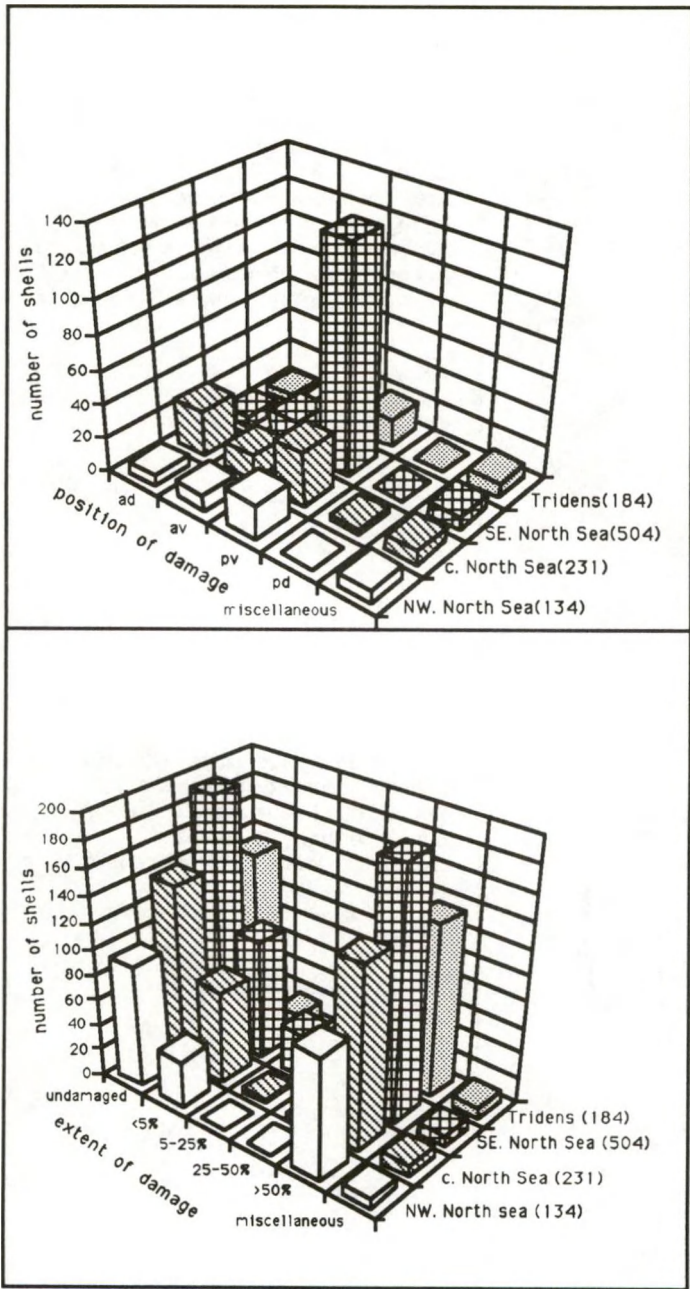 140
120
100
80
60
40
20
0
number of shells
ad
av
pv
pd
miscellaneous
position of damage
Tridens(184)
SE. North Sea(504)
c. North Sea(231)
NW. North Sea(134)
200
180
160
140
120
100
80
60
40
20
0
number of shells
undamaged
<5%
5-25%
25-50%
>50%
miscellaneous
extent of damage
Tridens (184)
SE. North Sea (504)
c. North Sea (231)
NW. North sea (134)